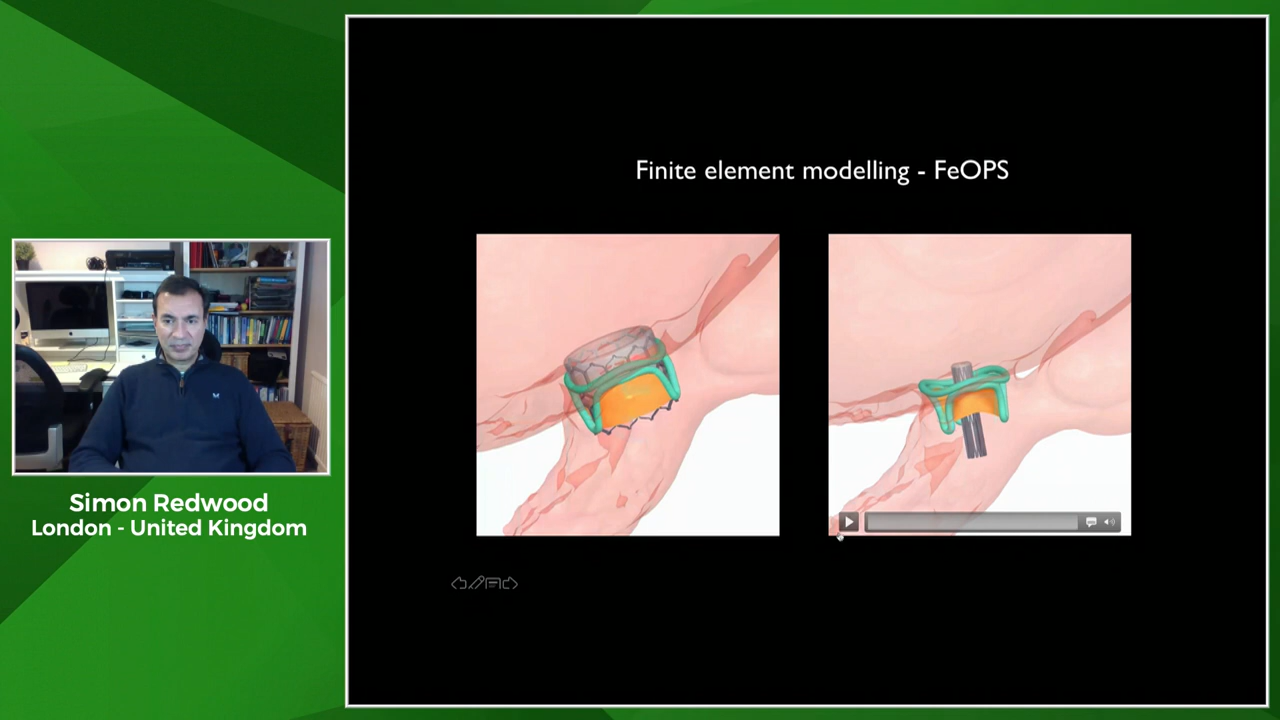 Finite element modelling - FeOPS
Simon Redwood
London - United Kingdom